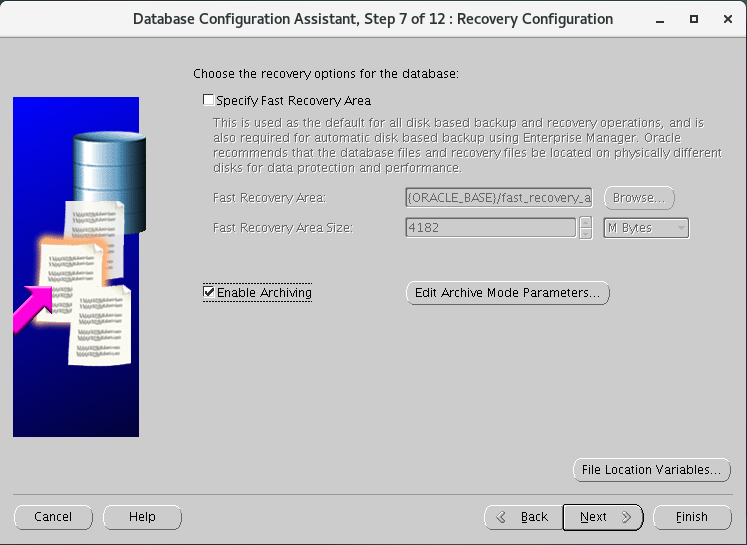 Database Configuration Assistant, Step 7 of 12 : Recovery Configuration
Choose the recovery options for the database:
Specify Fast Recovery Area
This is used as the default for all disk based backup and recovery operations, and is
also required for automatic disk based backup using Enterprise Manager. Oracle
recommends that the database files and recovery files be located on physically different
disks for data protection and performance.
Fast Recovery Area: {ORACLE_BASE}/fast_recovery_a Browse...
Fast Recovery Area Size: 4182 M Bytes
Enable Archiving Edit Archive Mode Parameters...
File Location Variables...
Cancel Help Back Next Finish